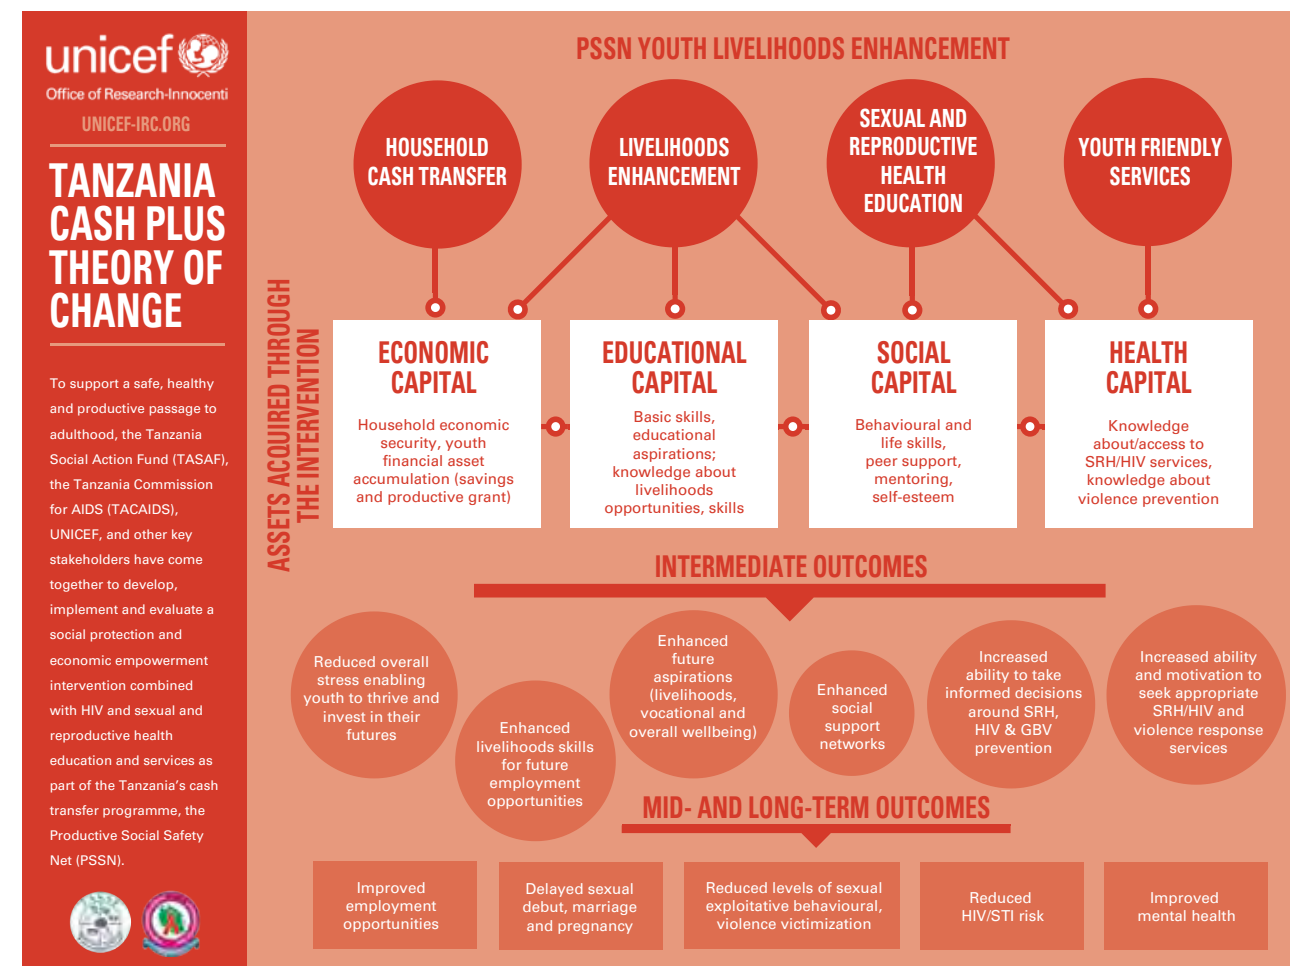 unicef
Office of Research-Innocenti
UNICEF-IRC.ORG
TANZANIA
CASH PLUS
THEORY OF
CHANGE
To support a safe, healthy
and productive passage to
adulthood, the Tanzania
Social Action Fund (TASAF),
the Tanzania Commission
for AIDS (TACAIDS),
UNICEF, and other key
stakeholders have come
together to develop,
implement and evaluate a
social protection and
economic empowerment
intervention combined
with HIV and sexual and
reproductive health
education and services as
part of the Tanzania's cash
transfer programme, the
Productive Social Safety
Net (PSSN).
PSSN YOUTH LIVELIHOODS ENHANCEMENT
HOUSEHOLD
CASH TRANSFER
LIVELIHOODS
ENHANCEMENT
SEXUAL AND
REPRODUCTIVE
HEALTH
EDUCATION
YOUTH FRIENDLY
SERVICES
ASSETS ACQUIRED THROUGH
THE INTERVENTION
ECONOMIC
CAPITAL
Household economic
security, youth
financial asset
accumulation (savings
and productive grant)
EDUCATIONAL
CAPITAL
Basic skills,
educational
aspirations;
knowledge about
livelihoods
opportunities, skills
SOCIAL
CAPITAL
Behavioural and
life skills,
peer support,
mentoring,
self-esteem
HEALTH
CAPITAL
Knowledge
about/access to
SRH/HIV services,
knowledge about
violence prevention
INTERMEDIATE OUTCOMES
Reduced overall
stress enabling
youth to thrive and
invest in their
futures
Enhanced
livelihoods skills
for future
employment
opportunities
Enhanced
future
aspirations
(livelihoods,
vocational and
overall wellbeing)
Enhanced
social
support
networks
Increased
ability to take
informed decisions
around SRH,
HIV & GBV
prevention
Increased ability
and motivation to
seek appropriate
SRH/HIV and
violence response
services
MID- AND LONG-TERM OUTCOMES
Improved
employment
opportunities
Delayed sexual
debut, marriage
and pregnancy
Reduced levels of sexual
exploitative behavioural,
violence victimization
Reduced
HIV/STI risk
Improved
mental health